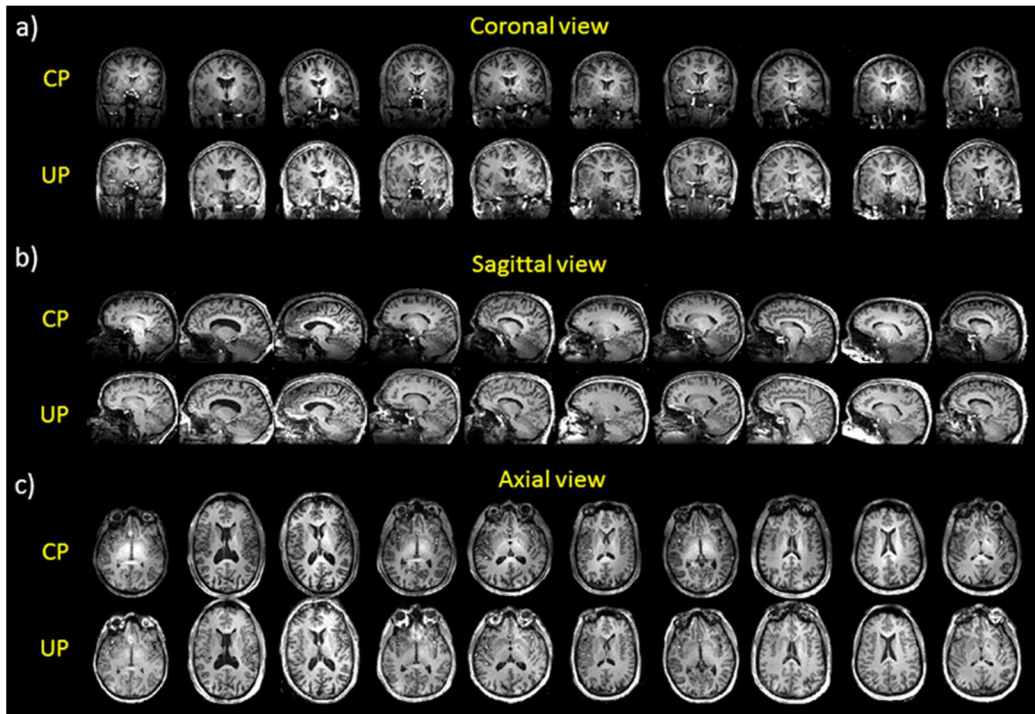 a)
Coronal view
CP
UP
b)
Sagittal view
CP
UP
c)
Axial view
CP
UP